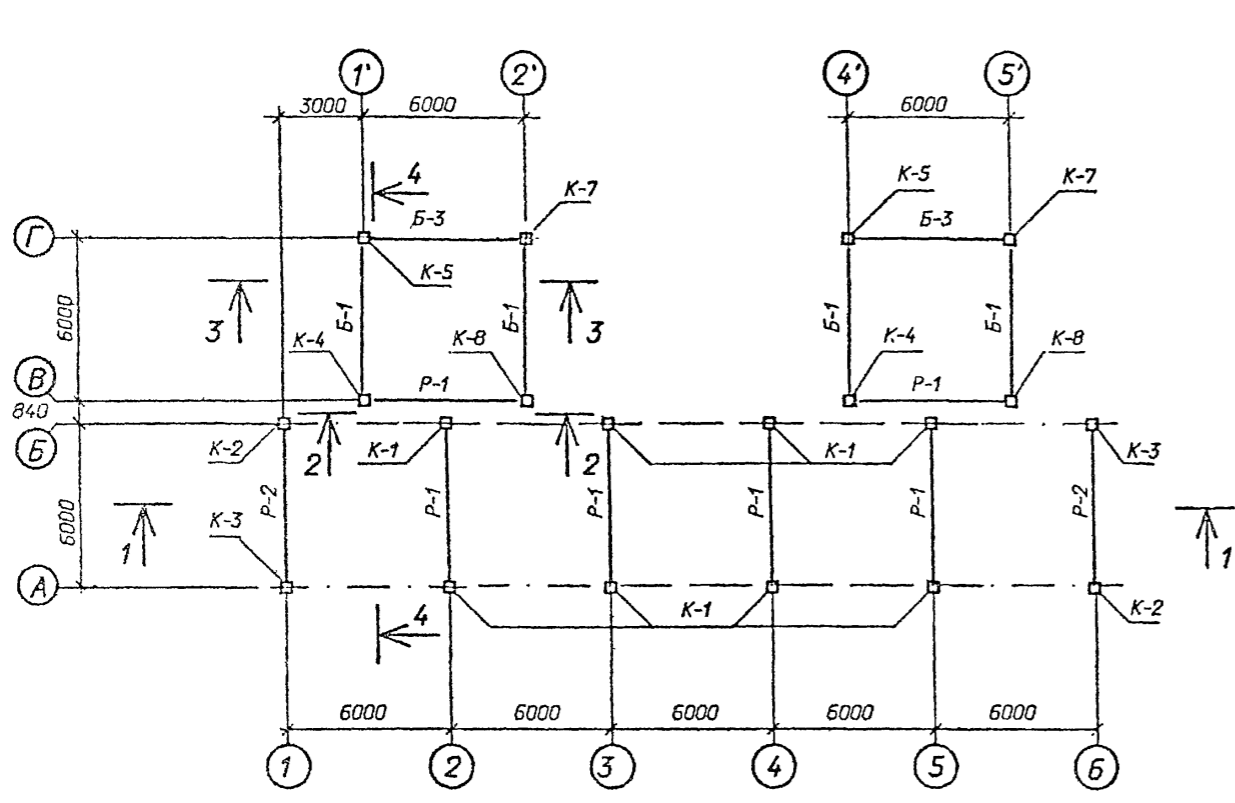 1' 2' 4' 5'
3000 6000 6000
4 К-7 К-5 К-7
Г Б-3 Б-3
К-5
6000 3 Б-1 Б-1 3 Б-1 Б-1
К-4 К-8 К-4 К-8
В Р-1 Р-1
840
Б К-2 2 К-1 2 К-1 К-3
6000 Р-2 Р-1 Р-1 Р-1 Р-1 Р-2
1 К-3 1
А
4 К-1 К-2
6000 6000 6000 6000 6000
1 2 3 4 5 6